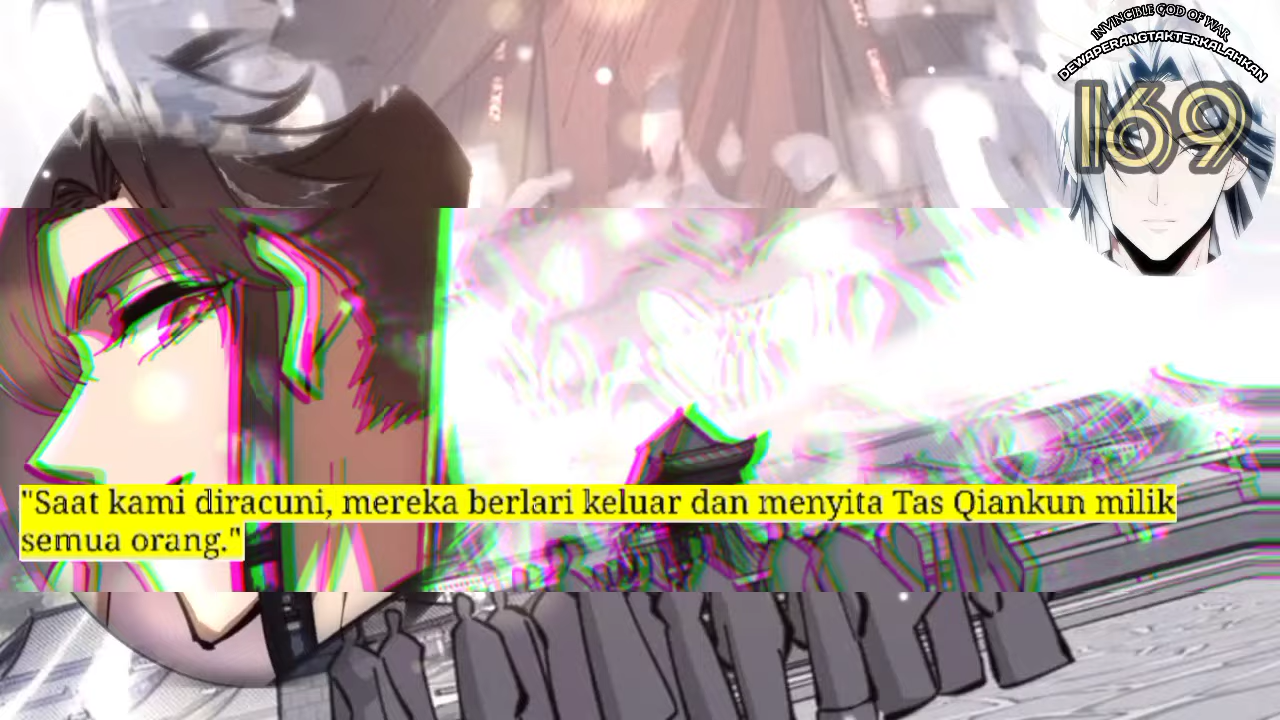 INVINCIBLE GOD OF WAR
DEWAPERANGTAKTERKALAHKAN
169
"Saat kami diracuni, mereka berlari keluar dan menyita Tas Qiankun milik
semua orang."